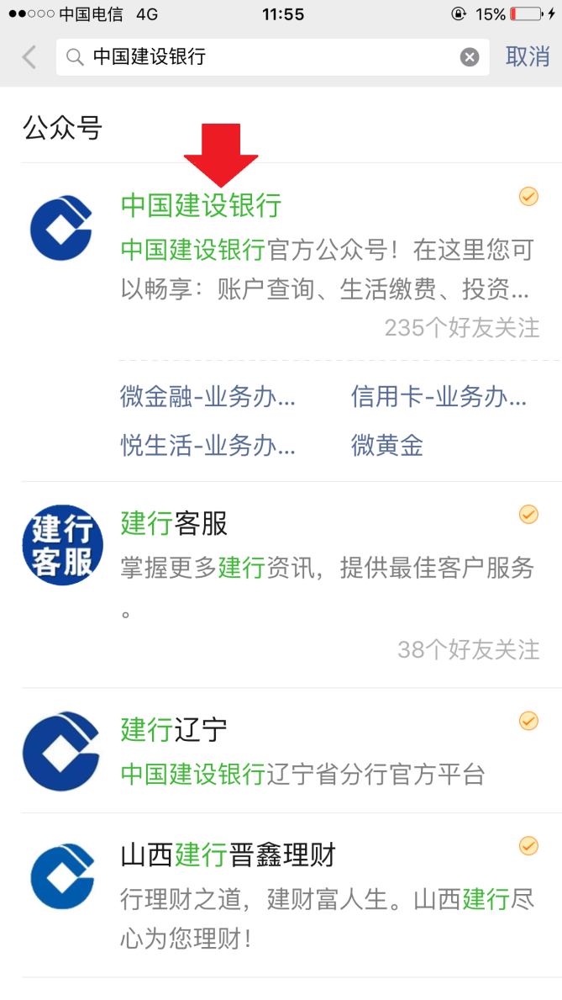 中国电信 4G 11:55 15%
中国建设银行 取消
公众号
中国建设银行
中国建设银行官方公众号！在这里您可
以畅享：账户查询、生活缴费、投资...
235个好友关注
微金融-业务办... 信用卡-业务办...
悦生活-业务办... 微黄金
建行
客服
建行客服
掌握更多建行资讯，提供最佳客户服务
。
38个好友关注
建行辽宁
中国建设银行辽宁省分行官方平台
山西建行晋鑫理财
行理财之道，建财富人生。山西建行尽
心为您理财！